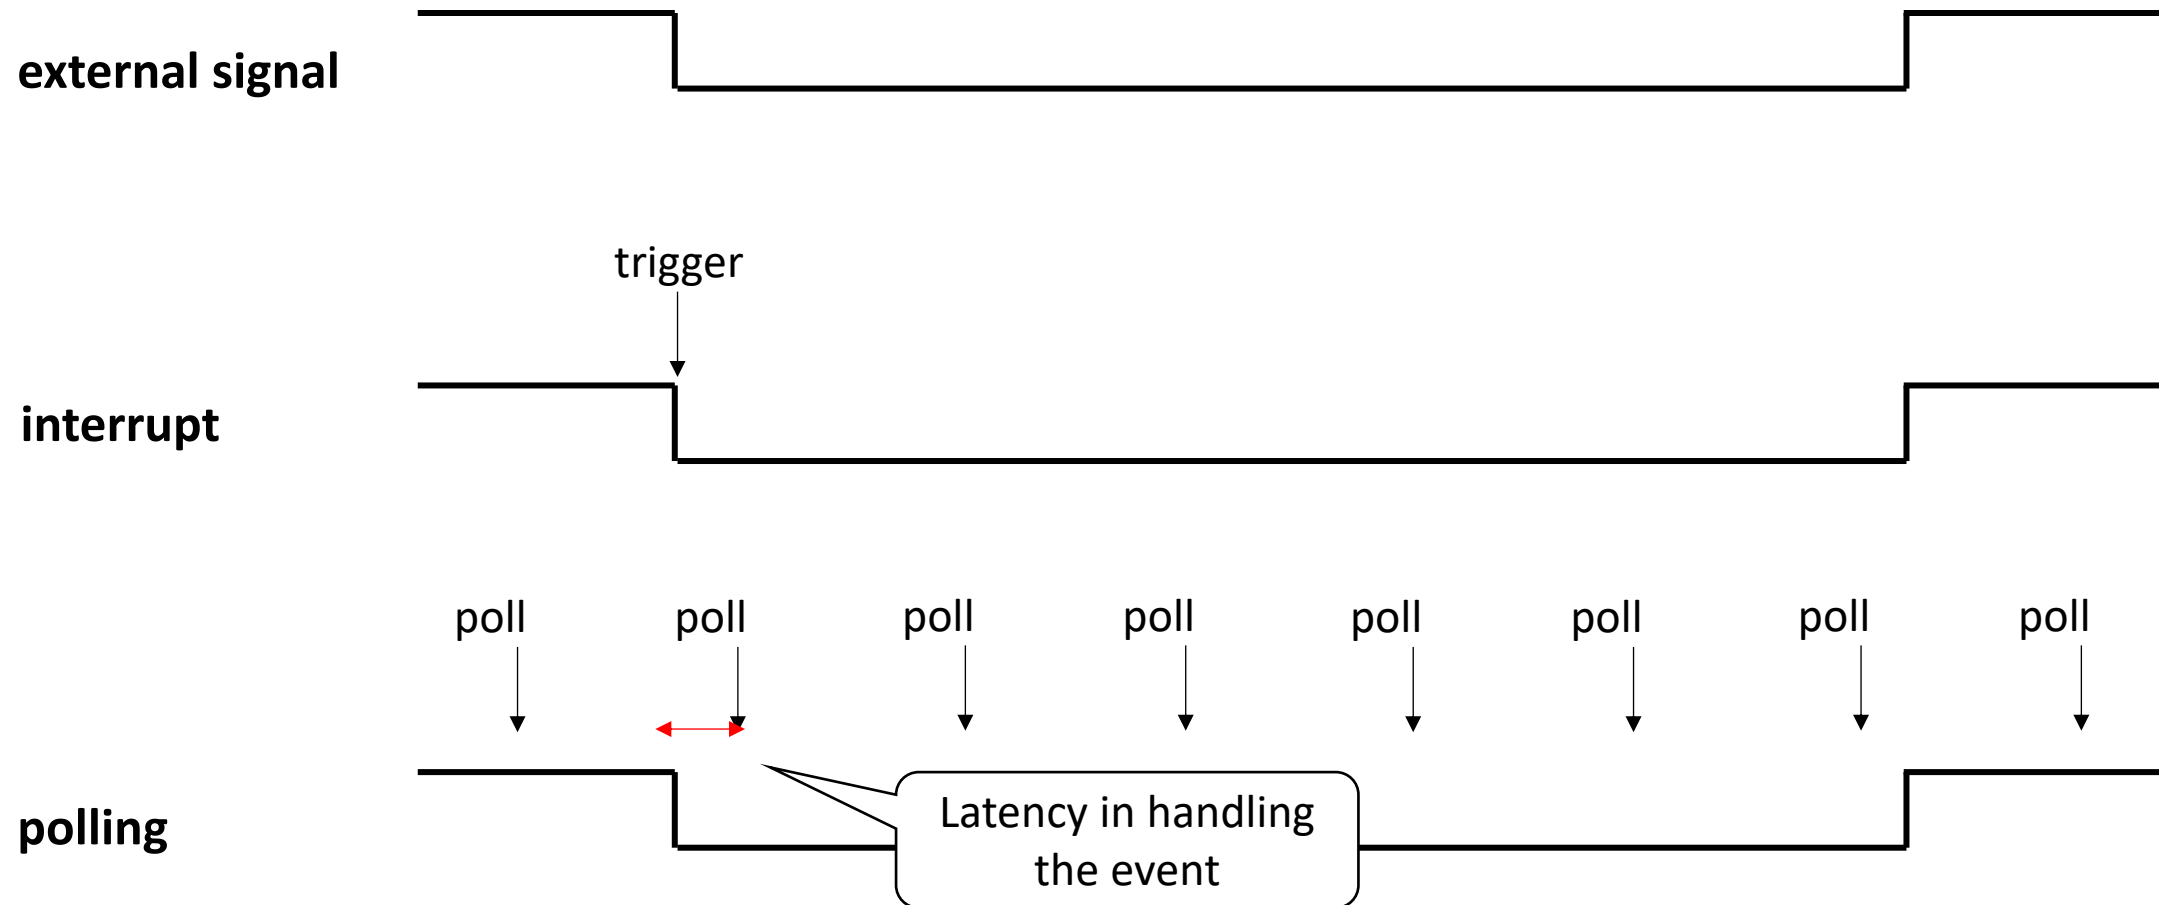 external signal
trigger
interrupt
poll poll poll poll poll poll poll poll
Latency in handling
the event
polling